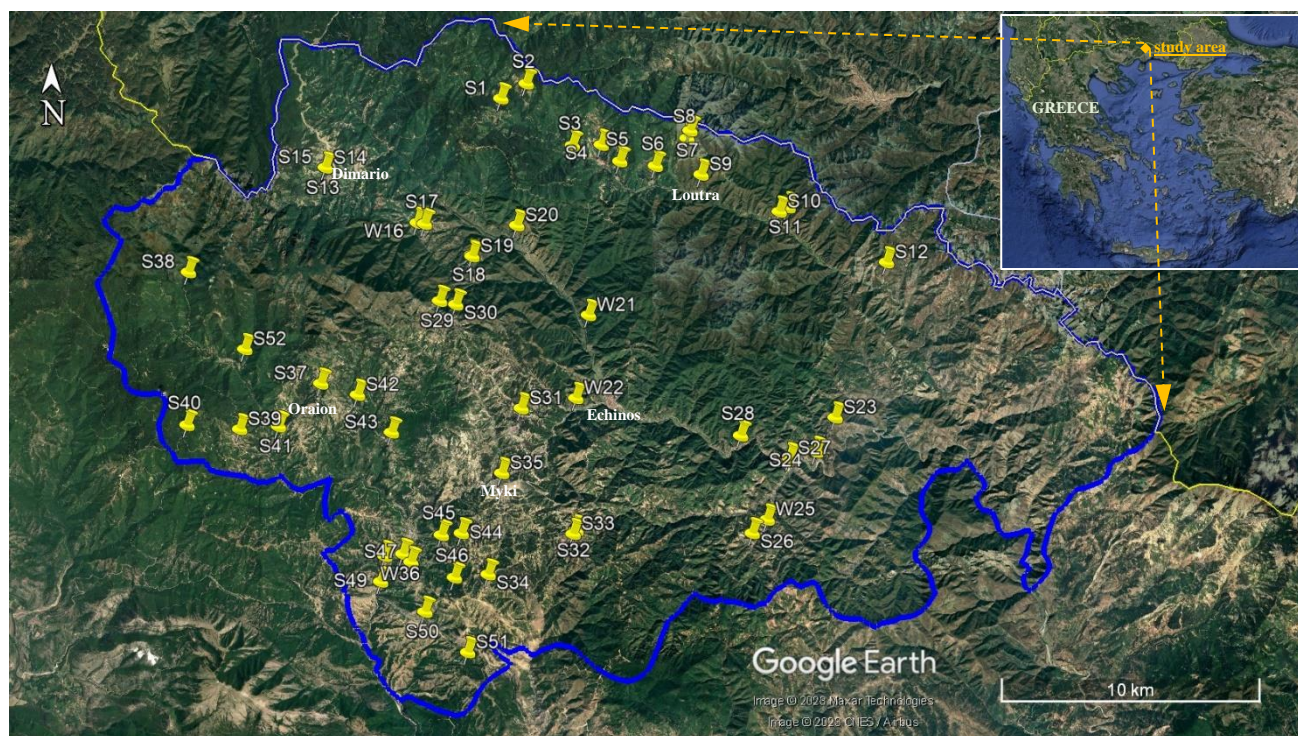 study area
GREECE
N
S2
S1
S8
S3
S5
S6
S7
S4
S9
S15
S14
Dimario
S13
Loutra
S17
S10
S20
S11
W16
S19
S12
S38
S18
S29
S30
W21
S52
S37
S42
W22
S31
Oraion
Echinos
S40
S39
S43
S28
S23
S41
S27
S24
S35
Myki
S45
S44
S33
W25
S32
S26
S47
S46
W36
S34
S49
S50
S51
Google Earth
10 km
Image © 2023 Maxar Technologies
Image © 2023 CNES / Airbus